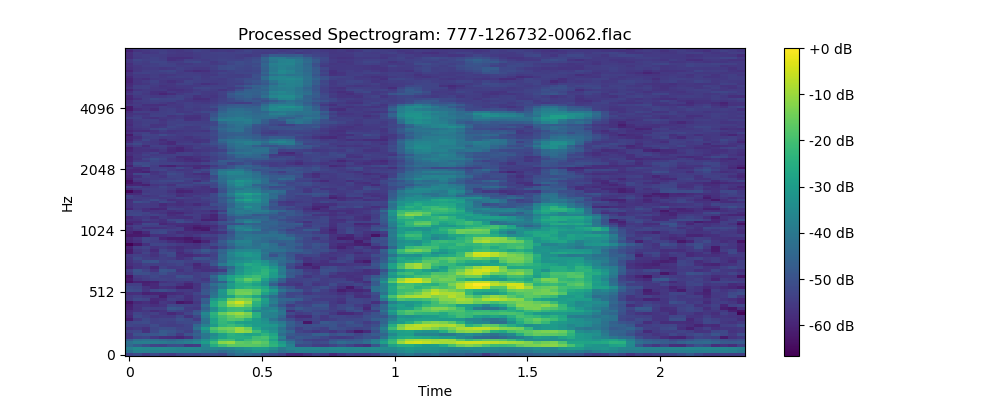 Processed Spectrogram: 777-126732-0062.flac
Hz
4096
2048
1024
512
0
0 0.5 1 1.5 2
Time
+0 dB
-10 dB
-20 dB
-30 dB
-40 dB
-50 dB
-60 dB